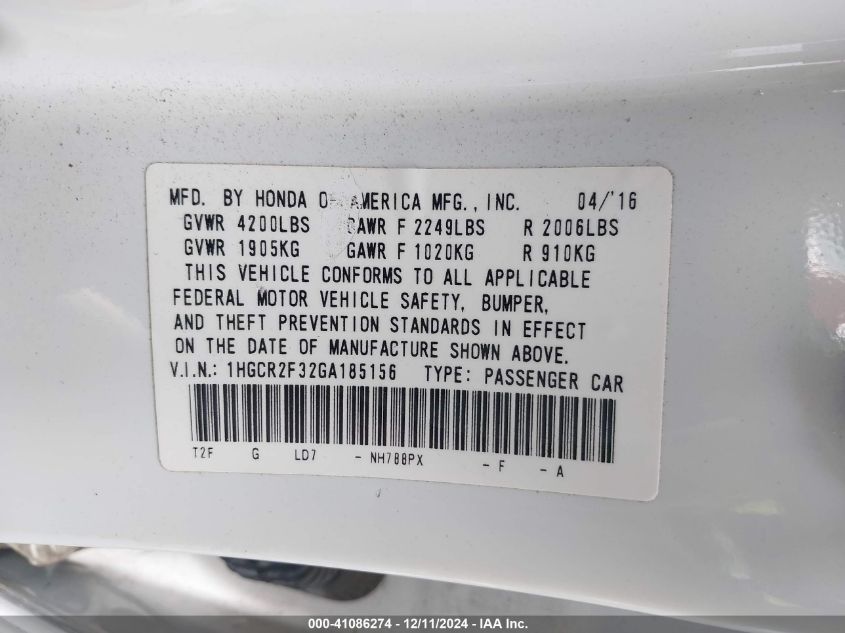 MFD. BY HONDA OF AMERICA MFG., INC. 04/'16
GVWR 4200LBS GAWR F 2249LBS R 2006LBS
GVWR 1905KG GAWR F 1020KG R 910KG
THIS VEHICLE CONFORMS TO ALL APPLICABLE
FEDERAL MOTOR VEHICLE SAFETY, BUMPER,
AND THEFT PREVENTION STANDARDS IN EFFECT
ON THE DATE OF MANUFACTURE SHOWN ABOVE.
V.I.N.: 1HGCR2F32GA185156 TYPE: PASSENGER CAR
T2F G LD7 - NH788PX - F - A
000-41086274 - 12/11/2024 - IAA Inc.